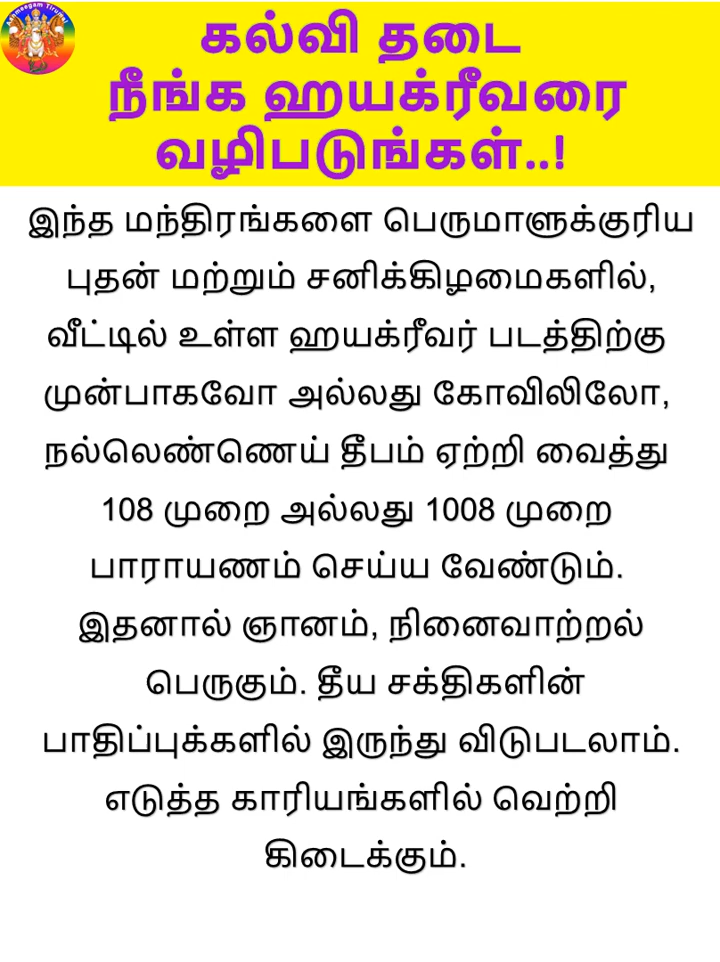 Aanmeegam Tirumal
கல்வி தடை
நீங்க ஹயக்ரீவரை
வழிபடுங்கள்..!
இந்த மந்திரங்களை பெருமாளுக்குரிய
புதன் மற்றும் சனிக்கிழமைகளில்,
வீட்டில் உள்ள ஹயக்ரீவர் படத்திற்கு
முன்பாகவோ அல்லது கோவிலிலோ,
நல்லெண்ணெய் தீபம் ஏற்றி வைத்து
108 முறை அல்லது 1008 முறை
பாராயணம் செய்ய வேண்டும்.
இதனால் ஞானம், நினைவாற்றல்
பெருகும். தீய சக்திகளின்
பாதிப்புக்களில் இருந்து விடுபடலாம்.
எடுத்த காரியங்களில் வெற்றி
கிடைக்கும்.